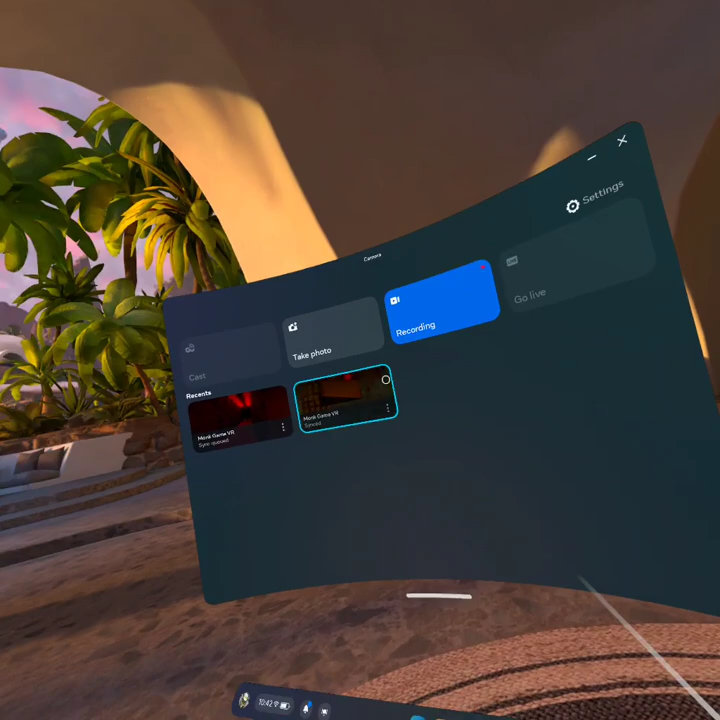 Camera
Settings
Cast
Take photo
Recording
Go live
Recents
Monk Game VR
Sync queued
Monk Game VR
Synced
10:42